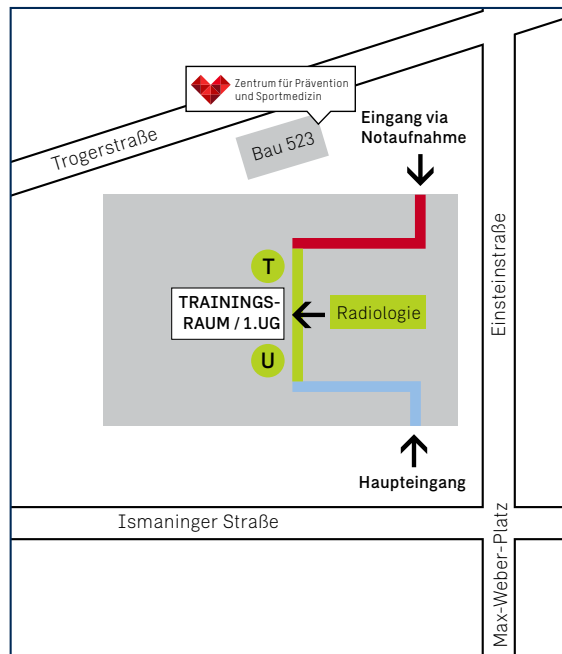 Zentrum für Prävention
und Sportmedizin
Eingang via
Notaufnahme
Trogerstraße
Bau 523
Einsteinstraße
T
TRAININGS-
RAUM / 1.UG
Radiologie
U
Haupteingang
Ismaninger Straße
Max-Weber-Platz